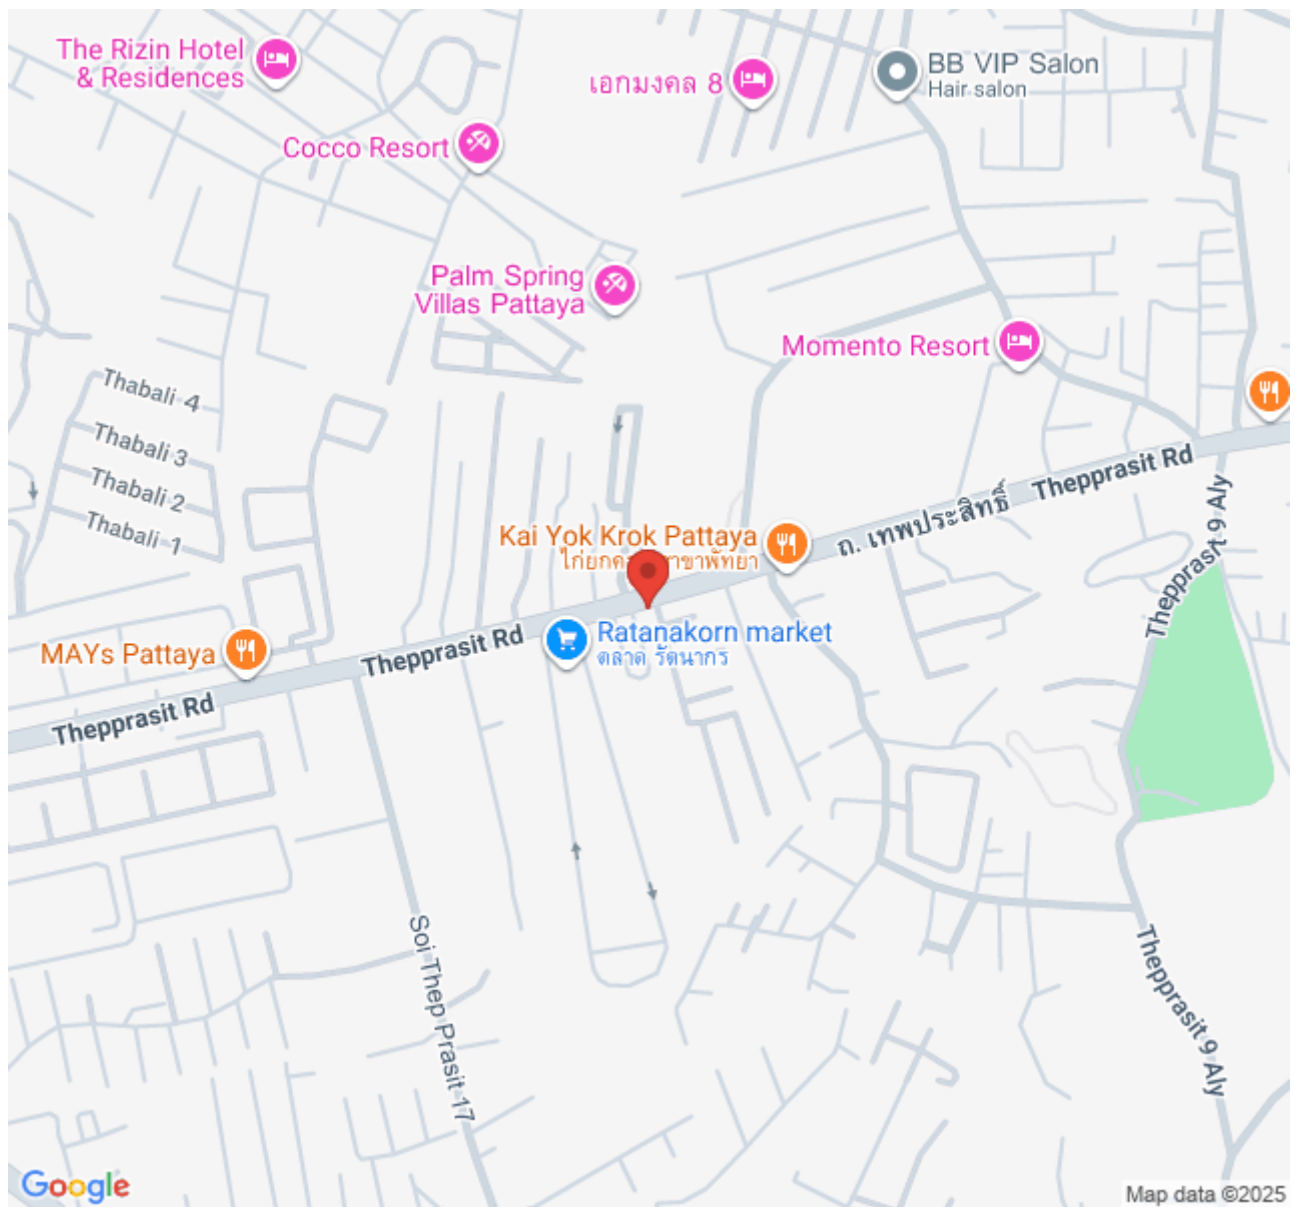 The Rizin Hotel
& Residences
เอกมงคล 8
BB VIP Salon
Hair salon
Cocco Resort
Palm Spring
Villas Pattaya
Momento Resort
Thabali 4
Thabali 3
Thabali 2
Thabali 1
Thepprasit Rd
ถ. เทพประสิทธิ์
Kai Yok Krok Pattaya
Thepprasit 9 Aly
Ratanakorn market
ตลาด รัตนากร
Thepprasit Rd
MAYs Pattaya
Thepprasit Rd
Soi Thep Prasit 17
Thepprasit 9 Aly
Google
Map data ©2025